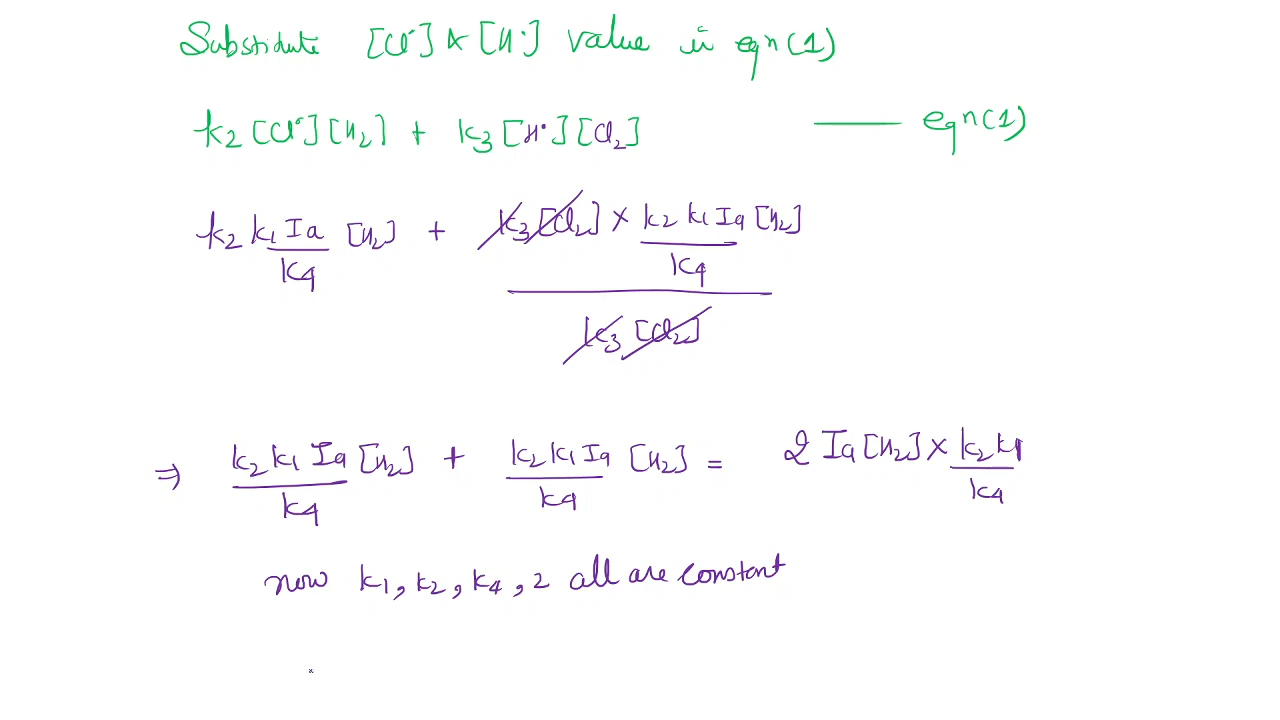 Substitute [Cl·] & [H·] value in eqn(1)
k2 [Cl·][H2] + k3 [H·][Cl2] —— eqn(1)
k2 k1 Ia/k4 [H2] + k3 [Cl2] × k2 k1 Ia/k4 [H2] / k3 [Cl2]
⇒ k2 k1 Ia/k4 [H2] + k2 k1 Ia/k4 [H2] = 2 Ia [H2] × k2 k1/k4
now k1, k2, k4, 2 all are constant